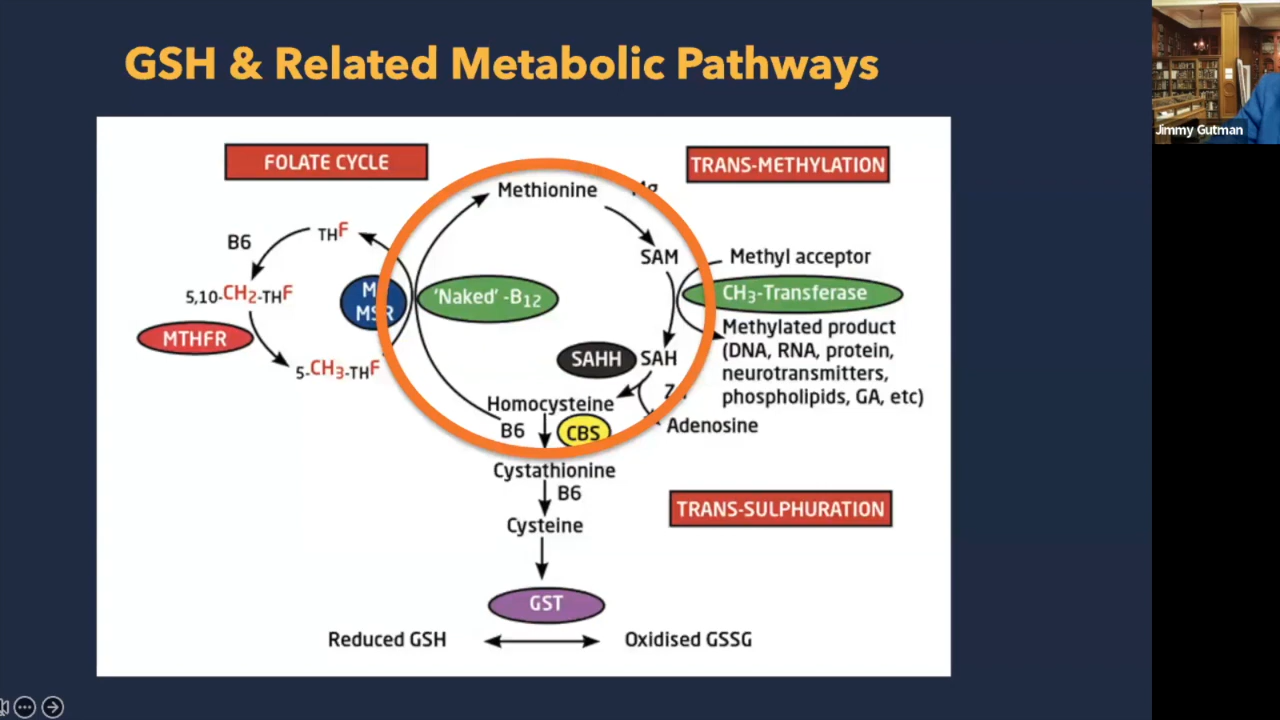 GSH & Related Metabolic Pathways
Jimmy Gutman
FOLATE CYCLE
TRANS-METHYLATION
Methionine
THF
B6
SAM
Methyl acceptor
5,10-CH2-THF
'Naked' -B12
CH3-Transferase
MSR
MTHFR
Methylated product
(DNA, RNA, protein,
neurotransmitters,
phospholipids, GA, etc)
SAHH
SAH
5-CH3-THF
Homocysteine
B6
CBS
Adenosine
Cystathionine
B6
TRANS-SULPHURATION
Cysteine
GST
Reduced GSH
Oxidised GSSG